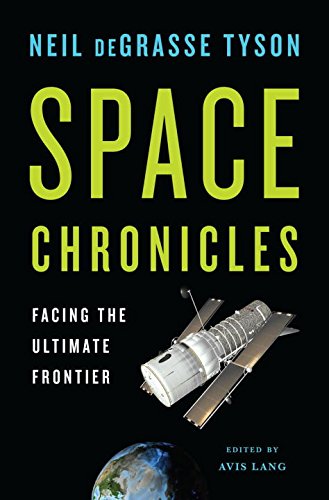 NEIL DEGRASSE TYSON
SPACE
CHRONICLES
FACING THE
ULTIMATE
FRONTIER
EDITED BY
AVIS LANG